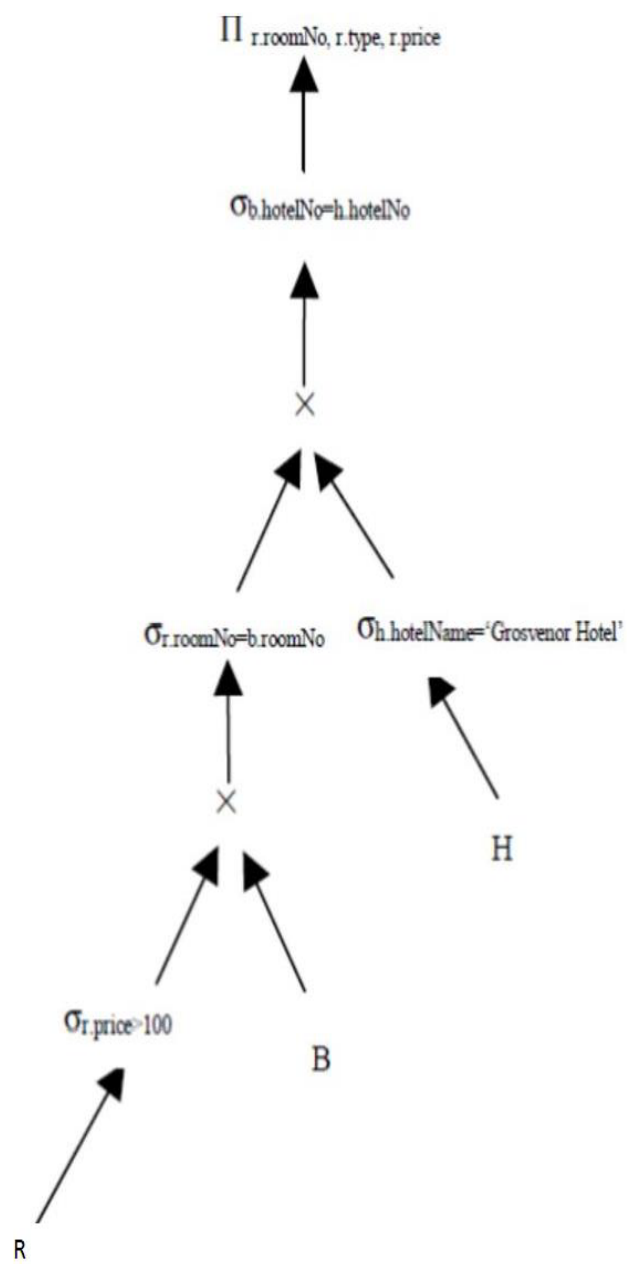 Π r.roomNo, r.type, r.price
σb.hotelNo=h.hotelNo
×
σr.roomNo=b.roomNo σh.hotelName=‘Grosvenor Hotel’
×
H
σr.price>100
B
R